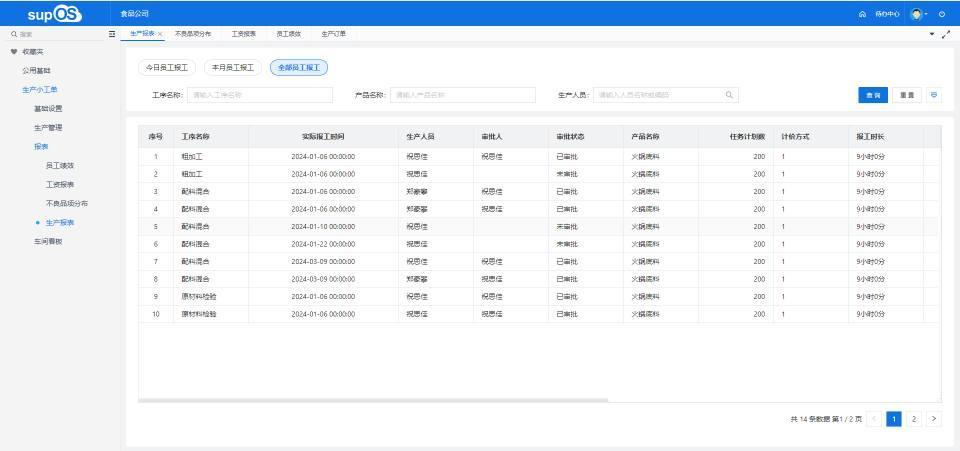 supOS 食品公司 待办中心
搜索 生产报表 × 不良品项分布 工资报表 员工绩效 生产订单
收藏夹
公用基础
生产小工单
基础设置
生产管理
报表
员工绩效
工资报表
不良品项分布
生产报表
车间看板
今日员工报工 本月员工报工 全部员工报工
工序名称: 请输入工序名称 产品名称: 请输入产品名称 生产人员: 请输入人员名称或编码 查询 重置
序号 工序名称 实际报工时间 生产人员 审批人 审批状态 产品名称 任务计划数 计价方式 报工时长
1 粗加工 2024-01-06 00:00:00 祝思佳 祝思佳 已审批 火锅底料 200 1 9小时0分
2 粗加工 2024-01-06 00:00:00 祝思佳 未审批 火锅底料 200 1 9小时0分
3 配料混合 2024-01-06 00:00:00 祝思佳 已审批 火锅底料 200 1 9小时0分
4 配料混合 2024-01-06 00:00:00 祝思佳 已审批 火锅底料 200 1 9小时0分
5 配料混合 2024-01-10 00:00:00 祝思佳 未审批 火锅底料 200 1 9小时0分
6 配料混合 2024-01-22 00:00:00 祝思佳 未审批 火锅底料 200 1 9小时0分
7 配料混合 2024-03-09 00:00:00 祝思佳 祝思佳 已审批 火锅底料 200 1 9小时0分
8 配料混合 2024-03-09 00:00:00 祝思佳 已审批 火锅底料 200 1 9小时0分
9 原材料检验 2024-01-06 00:00:00 祝思佳 祝思佳 已审批 火锅底料 200 1 9小时0分
10 原材料检验 2024-01-06 00:00:00 祝思佳 祝思佳 已审批 火锅底料 200 1 9小时0分
共 14 条数据 第1 / 2 页 < 1 2 >